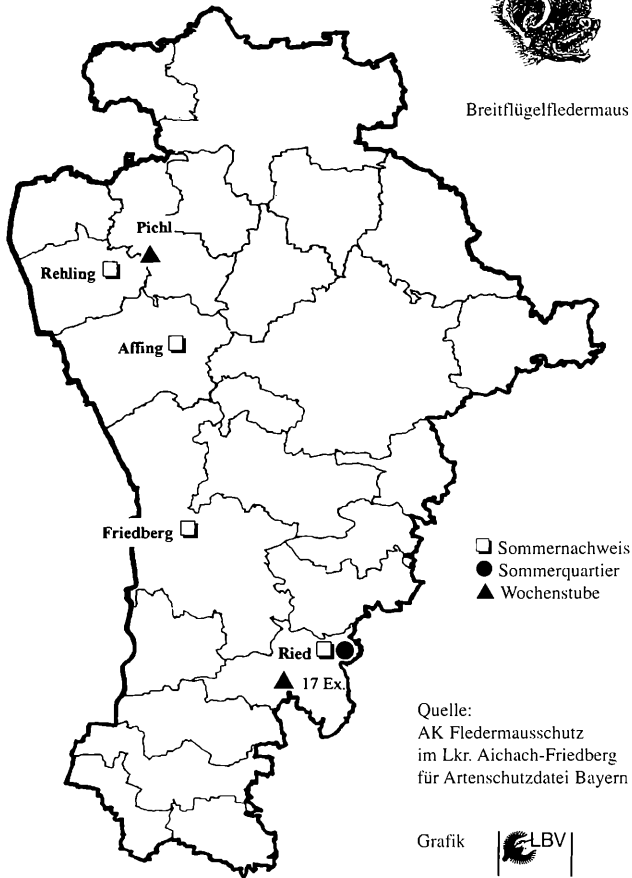 Breitflügelfledermaus
Pichl
Rehling
Affing
Friedberg
Sommernachweis
Sommerquartier
Wochenstube
Ried
17 Ex.
Quelle:
AK Fledermausschutz
im Lkr. Aichach-Friedberg
für Artenschutzdatei Bayern
Grafik LBV